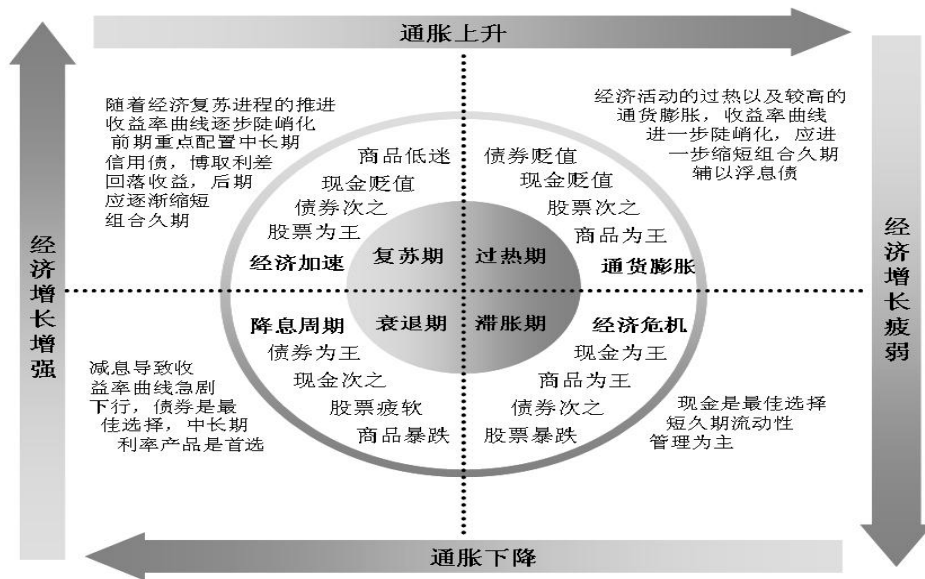 通胀上升
经济增长增强
随着经济复苏进程的推进
收益率曲线逐步陡峭化
前期重点配置中长期
信用债，博取利差
回落收益，后期
应逐渐缩短
组合久期
商品低迷
现金贬值
债券次之
股票为王
经济加速
复苏期
债券贬值
现金贬值
股票次之
商品为王
通货膨胀
过热期
经济活动的过热以及较高的
通货膨胀，收益率曲线
进一步陡峭化，应进
一步缩短组合久期
辅以浮息债
经济增长疲弱
降息周期
衰退期
债券为王
现金次之
股票疲软
商品暴跌
减息导致收
益率曲线急剧
下行，债券是最
佳选择，中长期
利率产品是首选
滞胀期
经济危机
现金为王
商品为王
债券次之
股票暴跌
现金是最佳选择
短久期流动性
管理为主
通胀下降